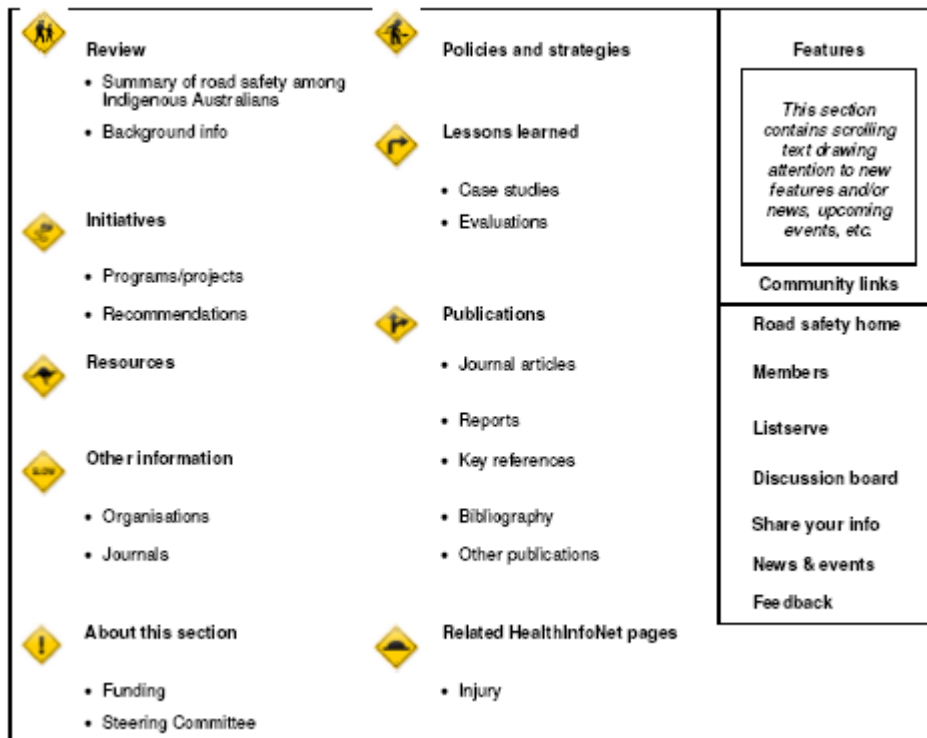 Review
• Summary of road safety among
Indigenous Australians
• Background info
Initiatives
• Programs/projects
• Recommendations
Resources
SLOW
Other information
• Organisations
• Journals
About this section
• Funding
• Steering Committee
Policies and strategies
Lessons learned
• Case studies
• Evaluations
Publications
• Journal articles
• Reports
• Key references
• Bibliography
• Other publications
Related HealthInfoNet pages
• Injury
Features
This section
contains scrolling
text drawing
attention to new
features and/or
news, upcoming
events, etc.
Community links
Road safety home
Members
Listserve
Discussion board
Share your info
News & events
Feedback